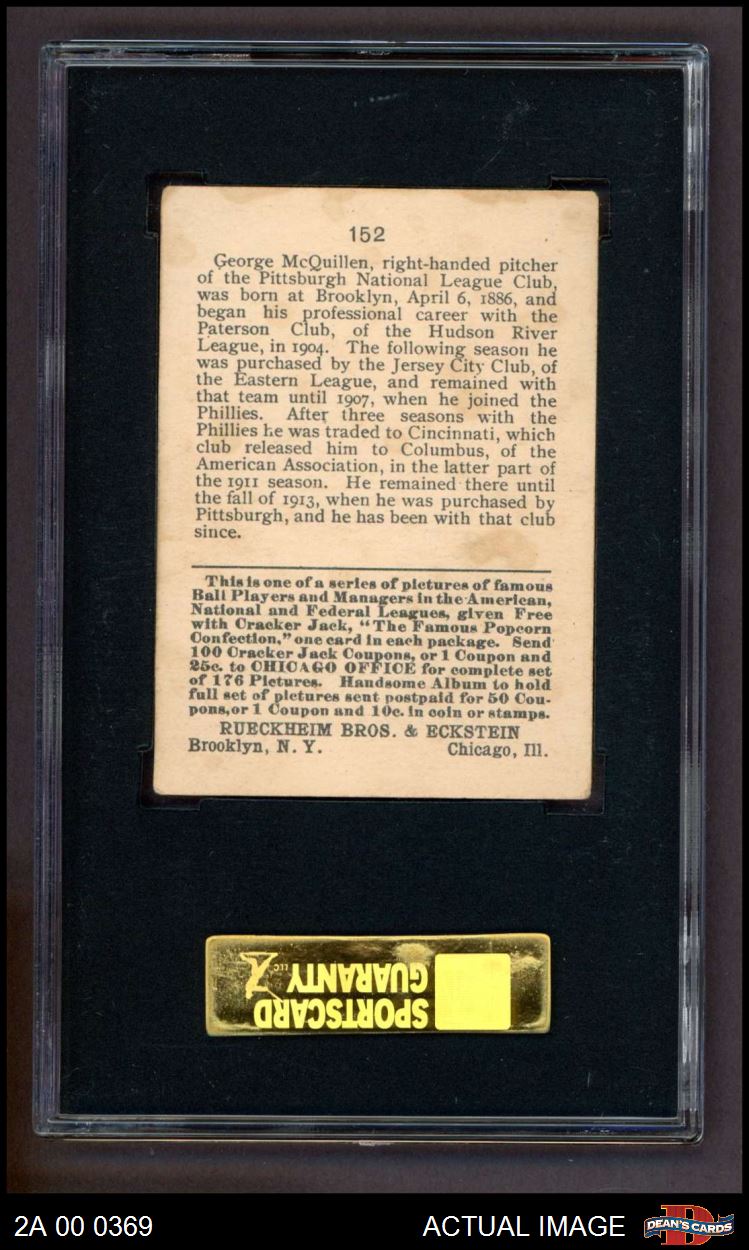 152
George McQuillen, right-handed pitcher
of the Pittsburgh National League Club,
was born at Brooklyn, April 6, 1886, and
began his professional career with the
Paterson Club, of the Hudson River
League, in 1904. The following season he
was purchased by the Jersey City Club, of
the Eastern League, and remained with
that team until 1907, when he joined the
Phillies. After three seasons with the
Phillies he was traded to Cincinnati, which
club released him to Columbus, of the
American Association, in the latter part of
the 1911 season. He remained there until
the fall of 1913, when he was purchased by
Pittsburgh, and he has been with that club
since.
This is one of a series of pictures of famous
Ball Players and Managers in the American,
National and Federal Leagues, given Free
with Cracker Jack, "The Famous Popcorn
Confection," one card in each package. Send
100 Cracker Jack Coupons, or 1 Coupon and
25c. to CHICAGO OFFICE for complete set
of 176 Pictures. Handsome Album to hold
full set of pictures sent postpaid for 50 Cou-
pons, or 1 Coupon and 10c. in coin or stamps.
RUECKHEIM BROS. & ECKSTEIN
Brooklyn, N. Y. Chicago, Ill.
SPORTSCARD
GUARANTY LLC
2A 00 0369 ACTUAL IMAGE DEAN'S CARDS